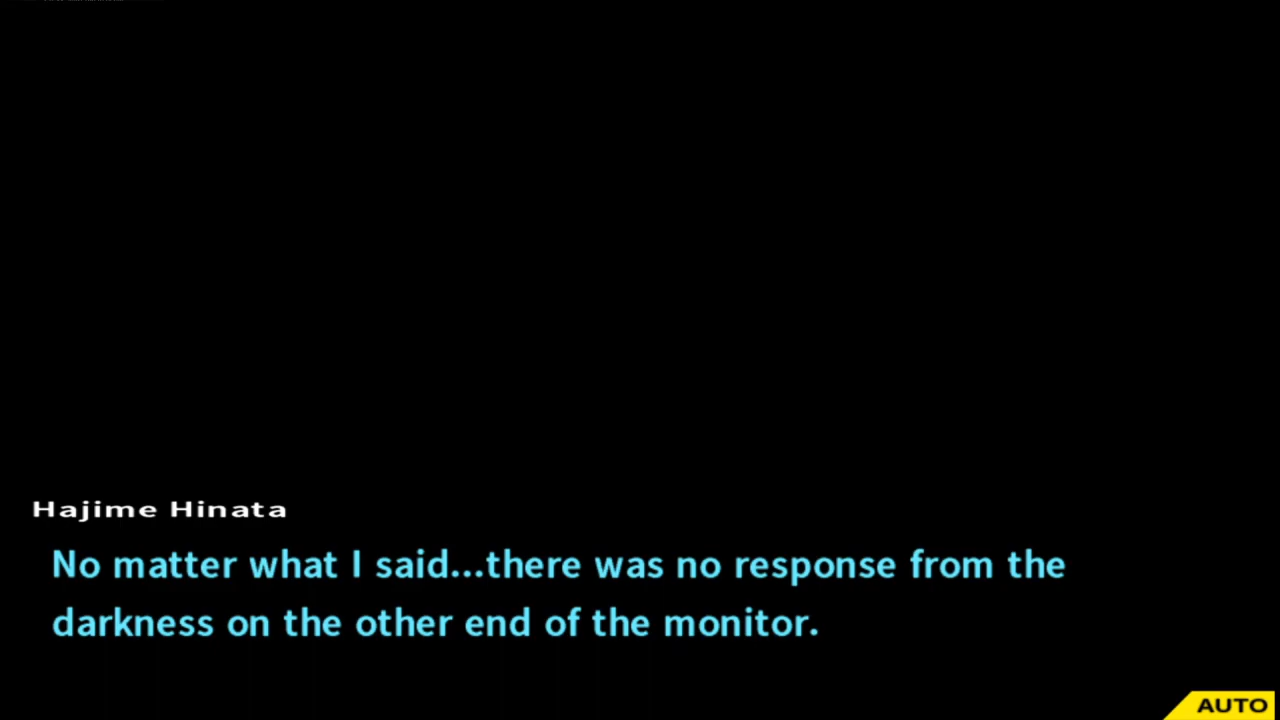 Hajime Hinata
No matter what I said...there was no response from the
darkness on the other end of the monitor.
AUTO